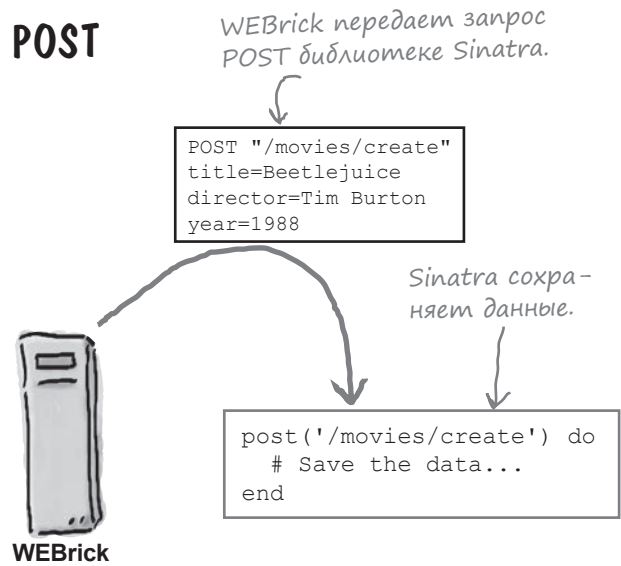 POST
WEBrick передает запрос
POST библиотеке Sinatra.
POST "/movies/create"
title=Beetlejuice
director=Tim Burton
year=1988
Sinatra сохра-
няет данные.
post('/movies/create') do
# Save the data...
end
WEBrick